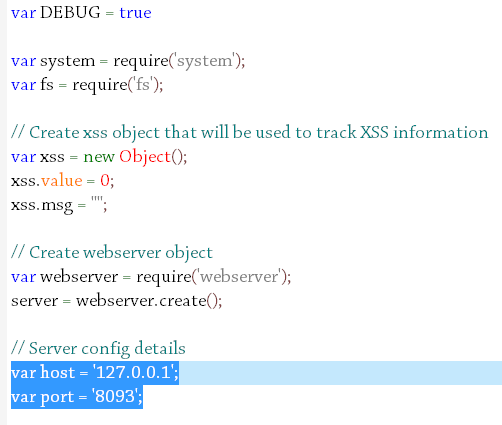 var DEBUG = true
var system = require('system');
var fs = require('fs');
// Create xss object that will be used to track XSS information
var xss = new Object();
xss.value = 0;
xss.msg = "";
// Create webserver object
var webserver = require('webserver');
server = webserver.create();
// Server config details
var host = '127.0.0.1';
var port = '8093';